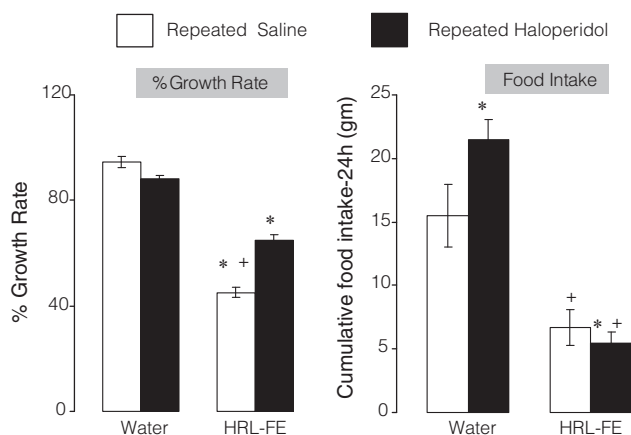 Repeated Saline
Repeated Haloperidol
%Growth Rate
% Growth Rate
120
80
40
0
* +
*
Water
HRL-FE
Food Intake
Cumulative food intake-24h (gm)
25
20
15
10
5
0
*
+
* +
Water
HRL-FE